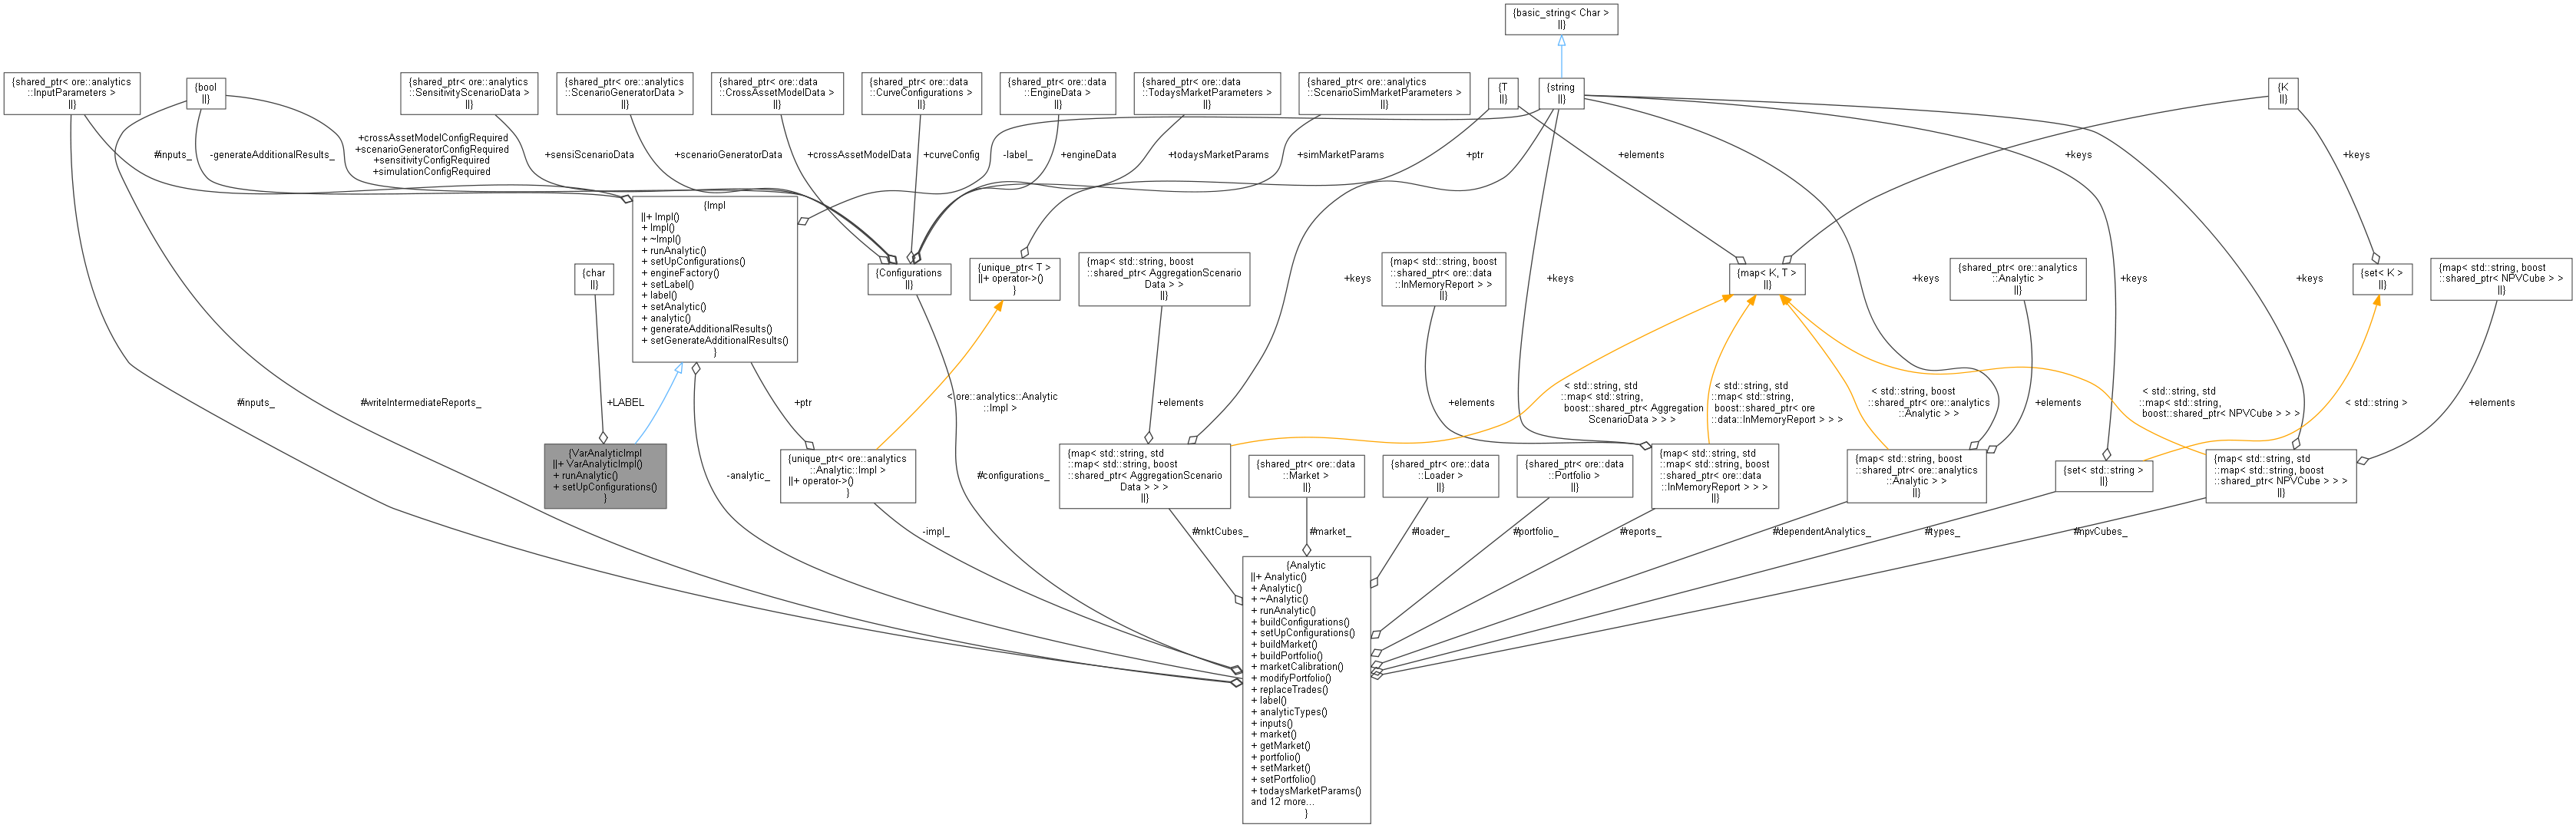 {basic_string< Char >
||}
{shared_ptr< ore::analytics
::InputParameters >
||}
{bool
||}
{shared_ptr< ore::analytics
::SensitivityScenarioData >
||}
{shared_ptr< ore::analytics
::ScenarioGeneratorData >
||}
{shared_ptr< ore::data
::CrossAssetModelData >
||}
{shared_ptr< ore::data
::CurveConfigurations >
||}
{shared_ptr< ore::data
::EngineData >
||}
{shared_ptr< ore::data
::TodaysMarketParameters >
||}
{shared_ptr< ore::analytics
::ScenarioSimMarketParameters >
||}
{T
||}
{string
||}
{K
||}
#inputs_
-generateAdditionalResults_
+crossAssetModelConfigRequired
+scenarioGeneratorConfigRequired
+sensitivityConfigRequired
+simulationConfigRequired
+sensiScenarioData
+scenarioGeneratorData
+crossAssetModelData
+curveConfig
-label_
+engineData
+todaysMarketParams
+simMarketParams
+ptr
+elements
+keys
+keys
{Impl
||+ Impl()
+ Impl()
+ ~Impl()
+ runAnalytic()
+ setUpConfigurations()
+ engineFactory()
+ setLabel()
+ label()
+ setAnalytic()
+ analytic()
+ generateAdditionalResults()
+ setGenerateAdditionalResults()
}
{char
||}
{Configurations
||}
{unique_ptr< T >
||+ operator->()
}
{map< std::string, boost
::shared_ptr< AggregationScenario
Data > >
||}
+keys
{map< std::string, boost
::shared_ptr< ore::data
::InMemoryReport > >
||}
+keys
{map< K, T >
||}
+keys
{shared_ptr< ore::analytics
::Analytic >
||}
+keys
+keys
{set< K >
||}
{map< std::string, boost
::shared_ptr< NPVCube > >
||}
#inputs_
#writeIntermediateReports_
+LABEL
+ptr
< ore::analytics::Analytic
::Impl >
+elements
+elements
< std::string, std
::map< std::string,
boost::shared_ptr< Aggregation
ScenarioData > > >
< std::string, std
::map< std::string,
boost::shared_ptr< ore
::data::InMemoryReport > > >
< std::string, boost
::shared_ptr< ore::analytics
::Analytic > >
+elements
< std::string, std
::map< std::string,
boost::shared_ptr< NPVCube > > >
< std::string >
+elements
{VarAnalyticImpl
||+ VarAnalyticImpl()
+ runAnalytic()
+ setUpConfigurations()
}
-analytic_
{unique_ptr< ore::analytics
::Analytic::Impl >
||+ operator->()
}
#configurations_
{map< std::string, std
::map< std::string, boost
::shared_ptr< AggregationScenario
Data > > >
||}
{shared_ptr< ore::data
::Market >
||}
{shared_ptr< ore::data
::Loader >
||}
{shared_ptr< ore::data
::Portfolio >
||}
{map< std::string, std
::map< std::string, boost
::shared_ptr< ore::data
::InMemoryReport > > >
||}
{map< std::string, boost
::shared_ptr< ore::analytics
::Analytic > >
||}
{set< std::string >
||}
{map< std::string, std
::map< std::string, boost
::shared_ptr< NPVCube > > >
||}
-impl_
#mktCubes_
#market_
#loader_
#portfolio_
#reports_
#dependentAnalytics_
#types_
#npvCubes_
{Analytic
||+ Analytic()
+ Analytic()
+ ~Analytic()
+ runAnalytic()
+ buildConfigurations()
+ setUpConfigurations()
+ buildMarket()
+ buildPortfolio()
+ marketCalibration()
+ modifyPortfolio()
+ replaceTrades()
+ label()
+ analyticTypes()
+ inputs()
+ market()
+ getMarket()
+ portfolio()
+ setMarket()
+ setPortfolio()
+ todaysMarketParams()
and 12 more...
}